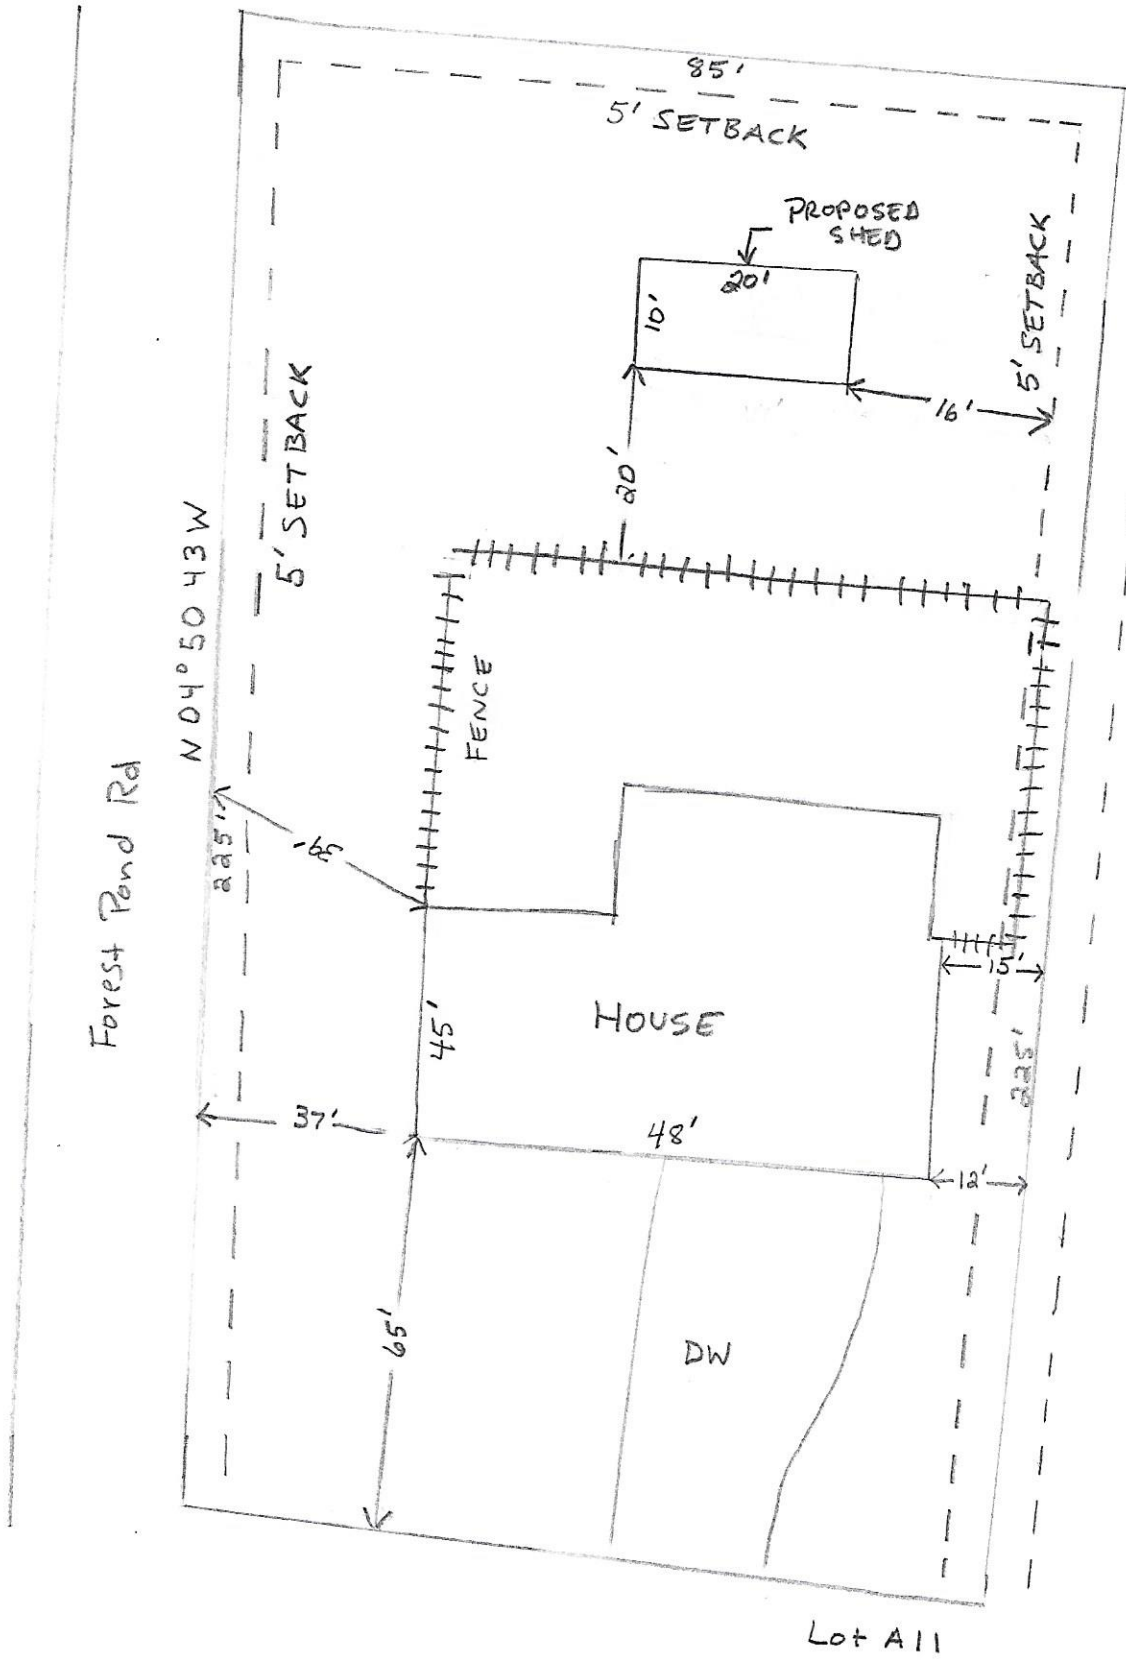 85'
5' SETBACK
PROPOSED
SHED
20'
10'
5' SETBACK
16'
5' SETBACK
20'
N 04° 50 43 W
FENCE
Forest Pond Rd
225'
39'
15'
45'
HOUSE
225'
37'
48'
12'
65'
DW
Lot A11